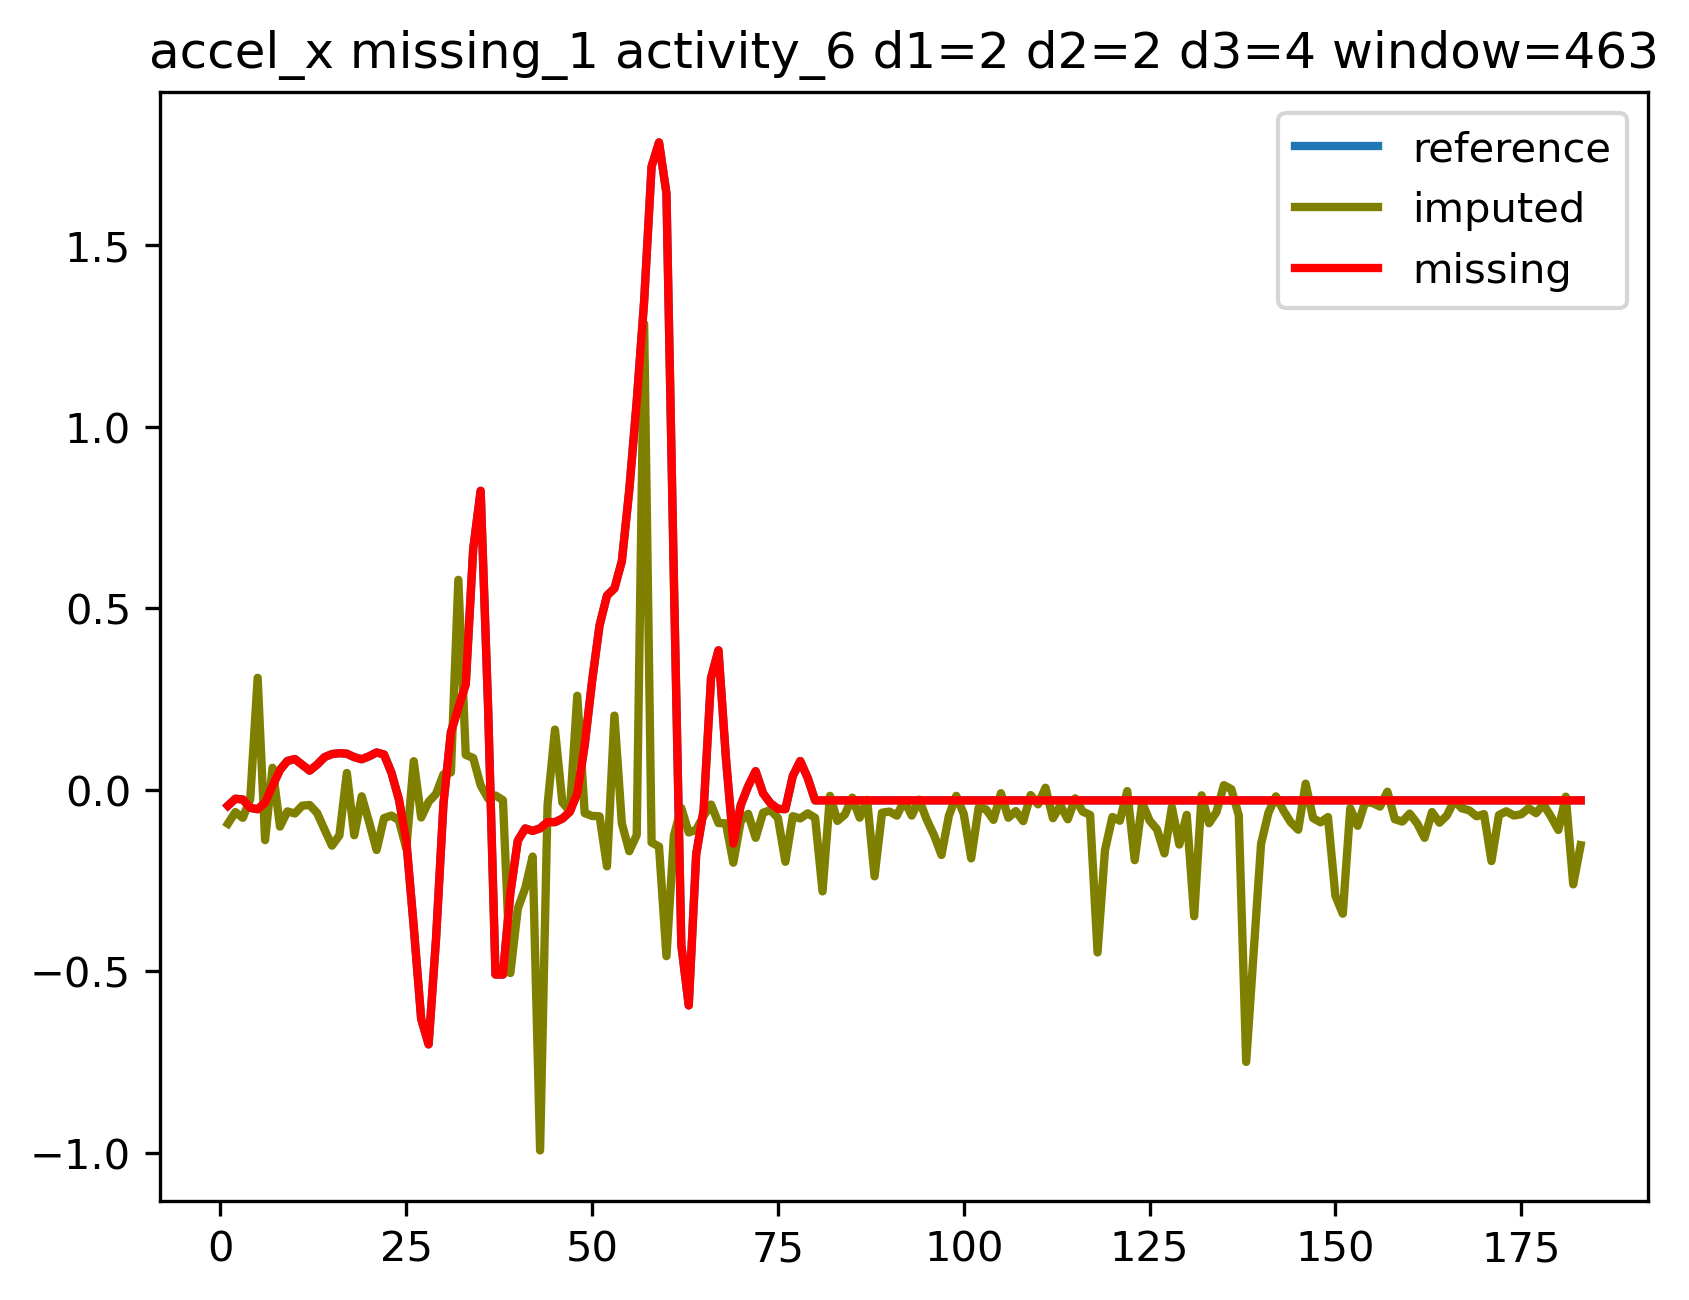 accel_x missing_1 activity_6 d1=2 d2=2 d3=4 window=463
reference
imputed
missing
1.5
1.0
0.5
0.0
−0.5
−1.0
0 25 50 75 100 125 150 175